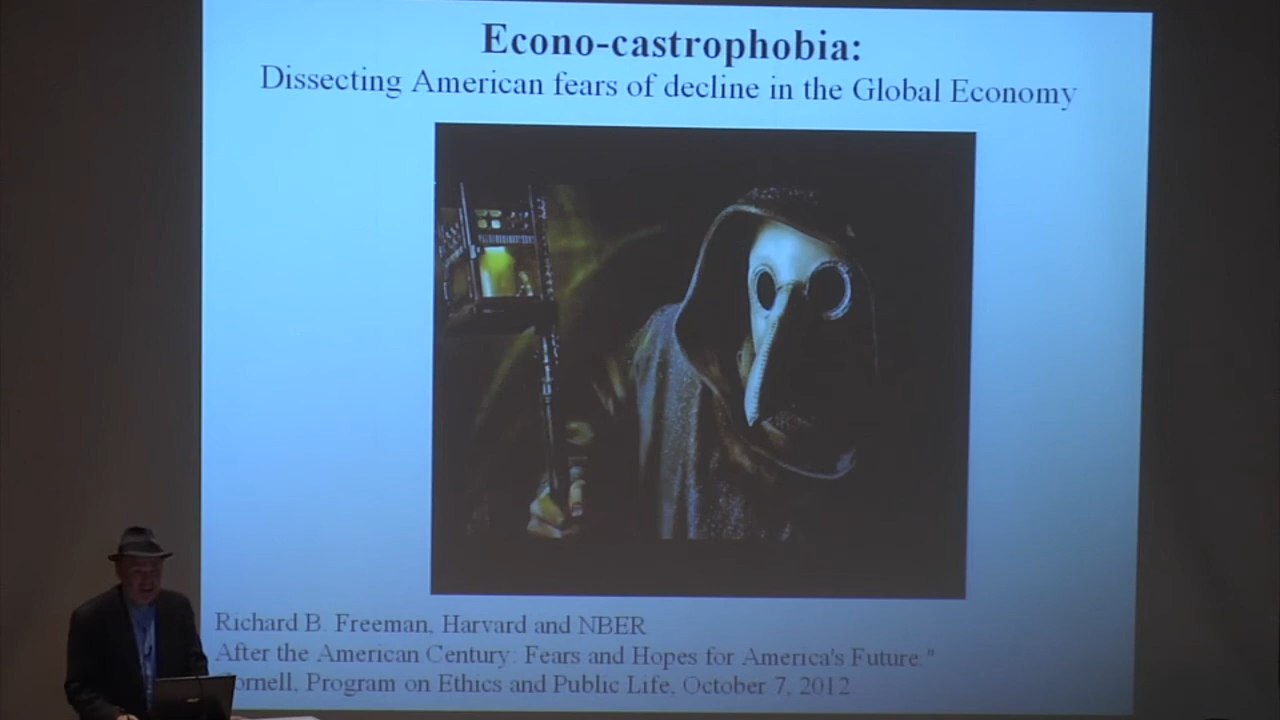 Econo-castrophobia:
Dissecting American fears of decline in the Global Economy
Richard B. Freeman, Harvard and NBER
After the American Century: Fears and Hopes for America's Future."
ornell, Program on Ethics and Public Life, October 7, 2012